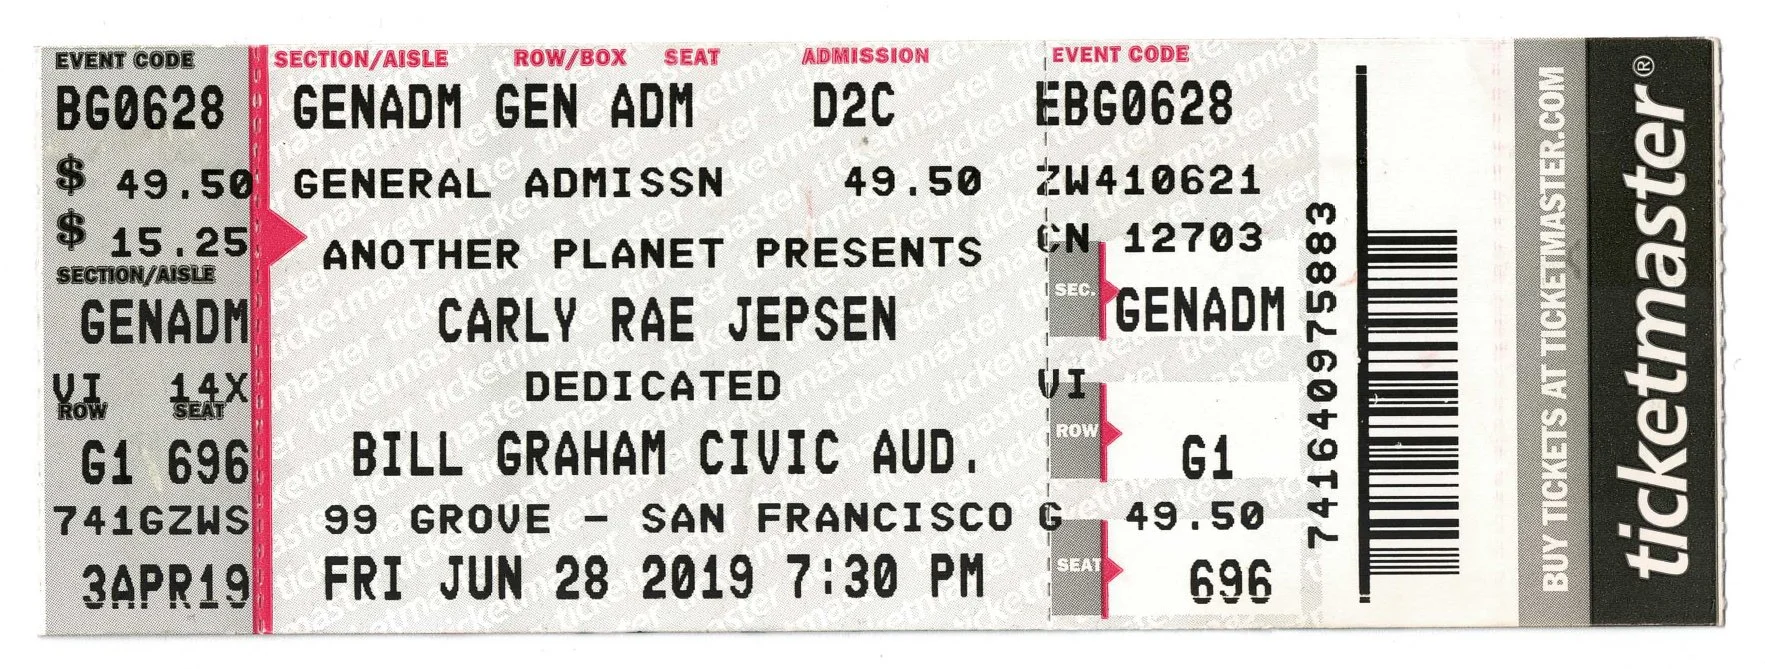 EVENT CODE
BG0628
$ 49.50
$ 15.25
SECTION/AISLE
GENADM
VI 14X
ROW SEAT
G1 696
741GZWS
3APR19
SECTION/AISLE ROW/BOX SEAT ADMISSION
GENADM GEN ADM D2C
GENERAL ADMISSN 49.50
ANOTHER PLANET PRESENTS
CARLY RAE JEPSEN
DEDICATED
BILL GRAHAM CIVIC AUD.
99 GROVE - SAN FRANCISCO
FRI JUN 28 2019 7:30 PM
EVENT CODE
EBG0628
ZW410621
CN 12703
SEC. GENADM
VI
ROW G1
G 49.50
SEAT 696
741640975883
BUY TICKETS AT TICKETMASTER.COM
ticketmaster®